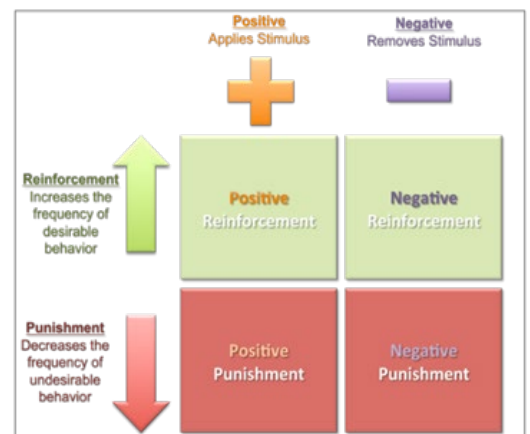 Positive
Applies Stimulus
Negative
Removes Stimulus
Reinforcement
Increases the
frequency of
desirable
behavior
Positive
Reinforcement
Negative
Reinforcement
Punishment
Decreases the
frequency of
undesirable
behavior
Positive
Punishment
Negative
Punishment